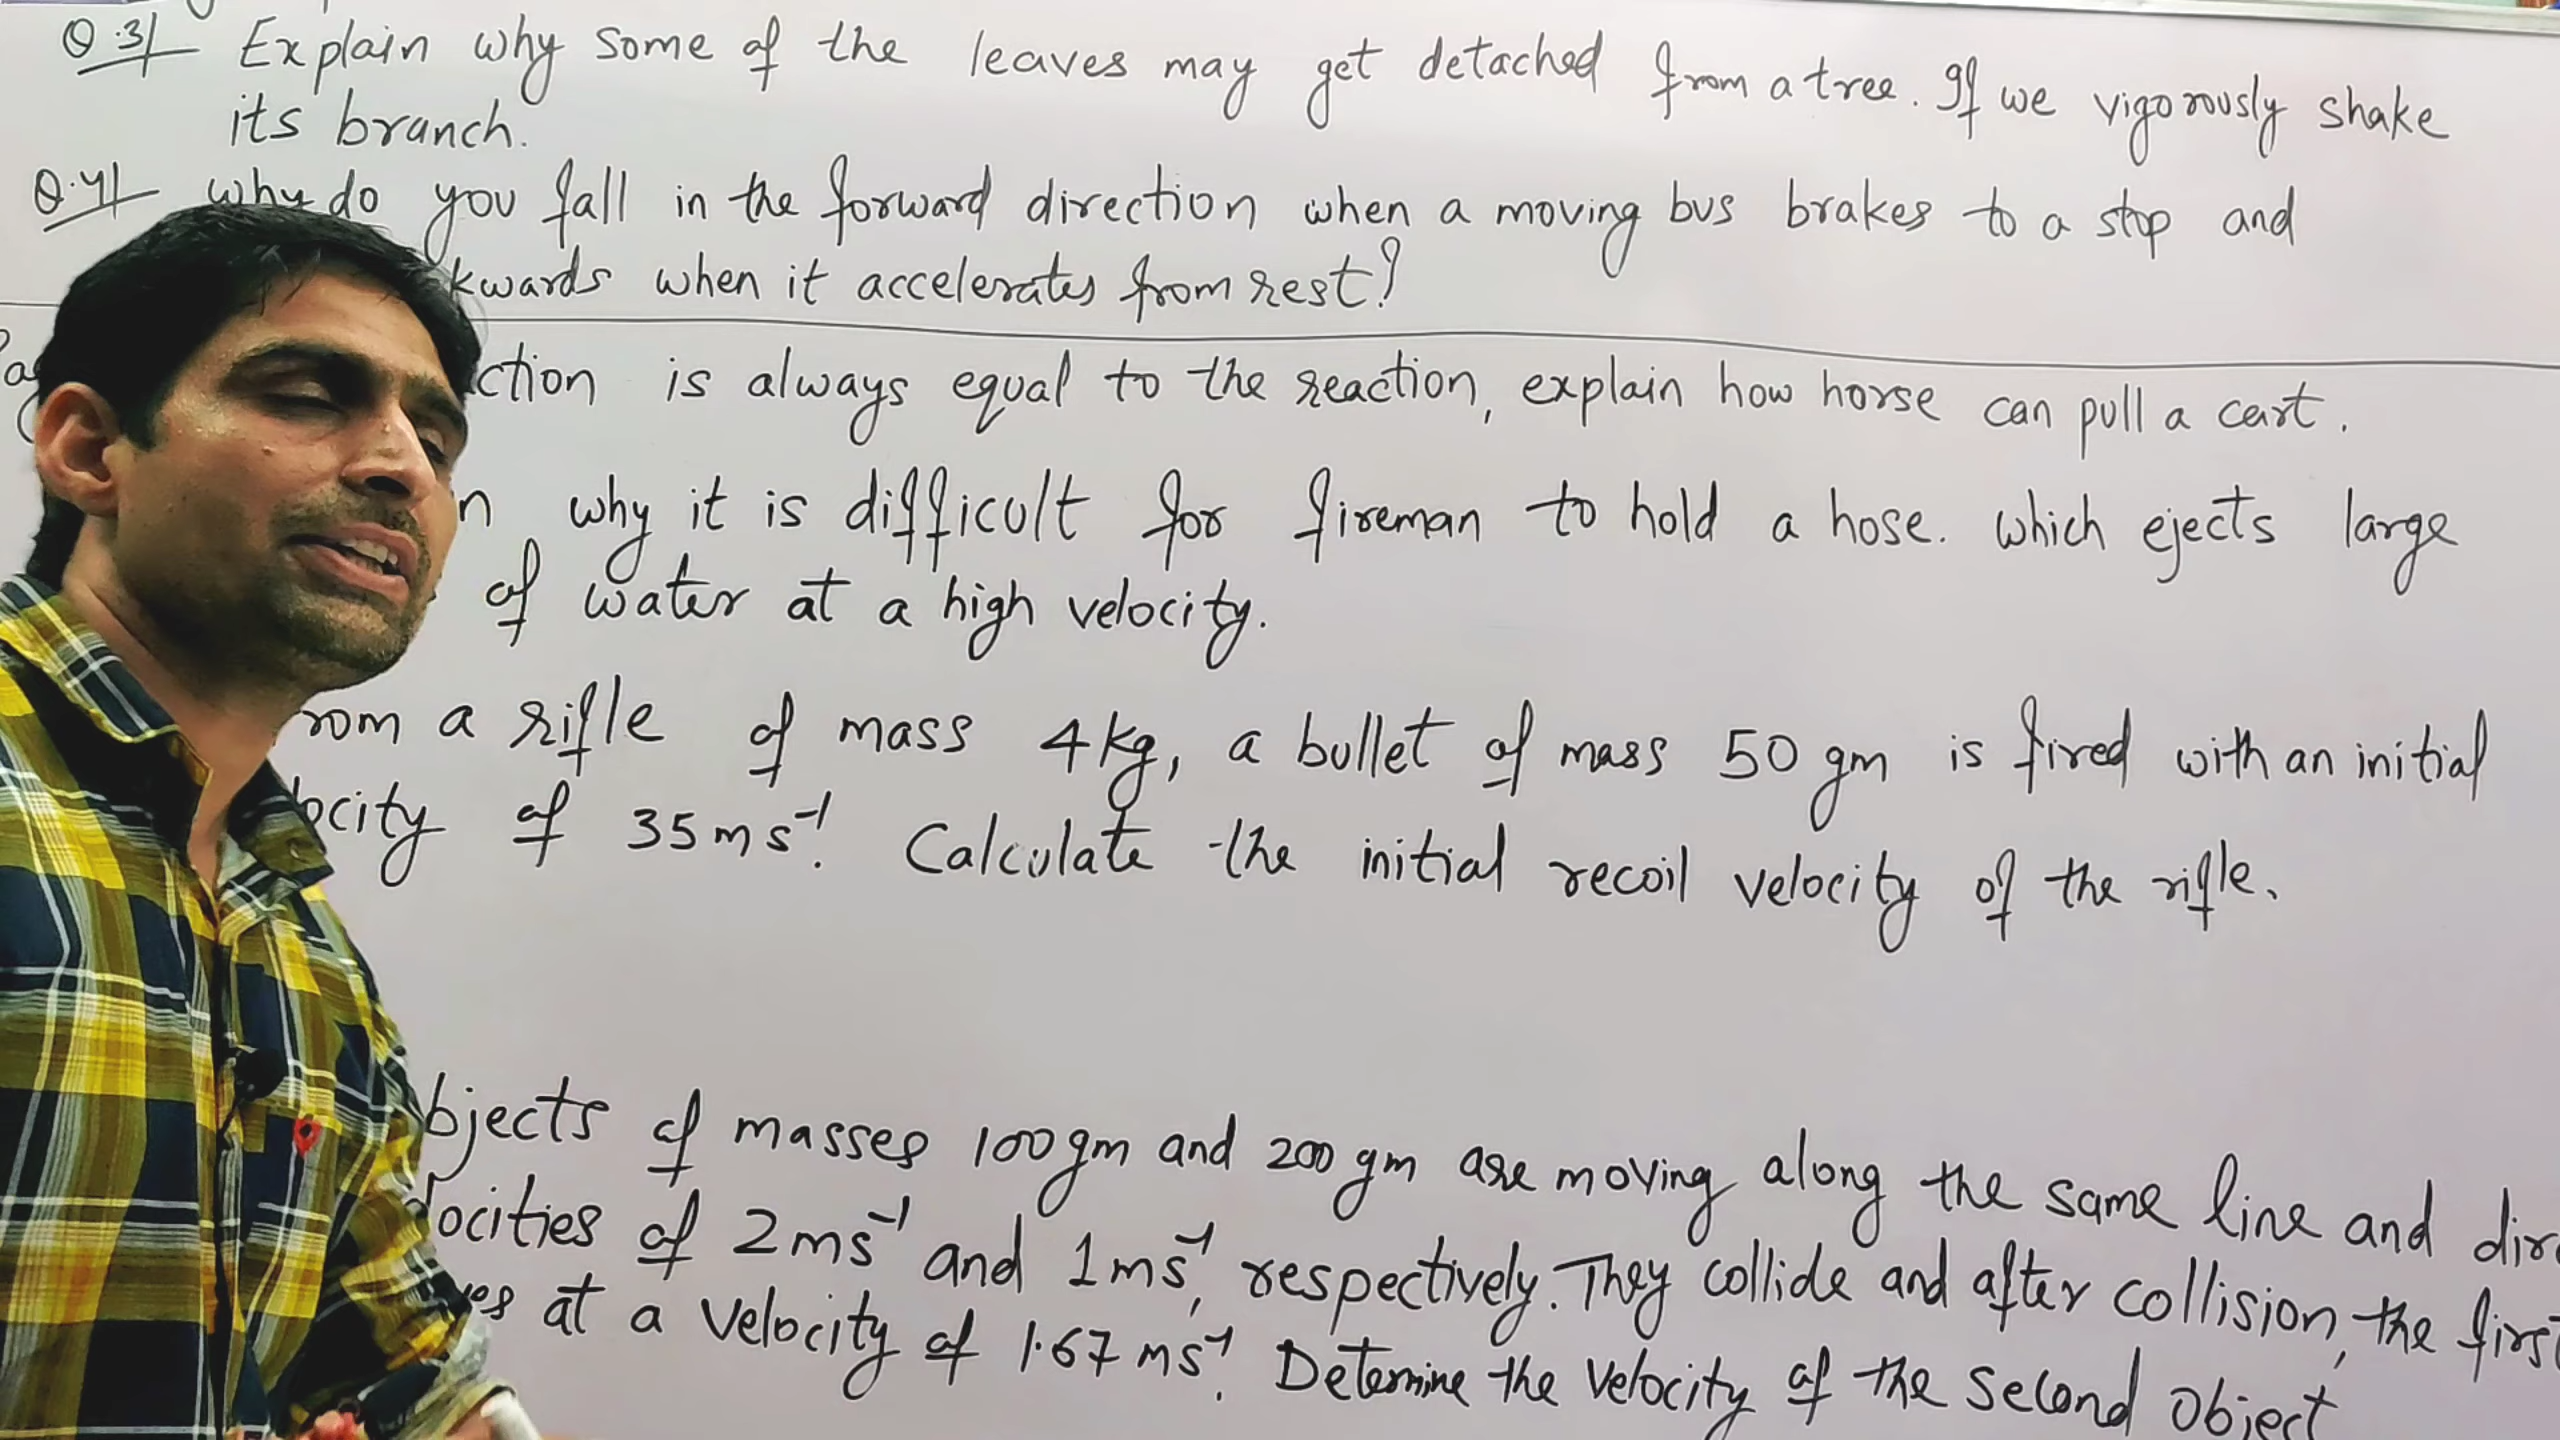 Q.3/ Explain why some of the leaves may get detached from a tree. If we vigorously shake
its branch.
Q.4/ why do you fall in the forward direction when a moving bus brakes to a stop and
kwards when it accelerates from rest?
ction is always equal to the reaction, explain how horse can pull a cart.
n why it is difficult for fireman to hold a hose. which ejects large
of water at a high velocity.
rom a rifle of mass 4kg, a bullet of mass 50 gm is fired with an initial
ocity of 35ms⁻¹. Calculate the initial recoil velocity of the rifle.
bjects of masses 100gm and 200 gm are moving along the same line and dire
locities of 2ms⁻¹ and 1ms⁻¹, respectively. They collide and after collision, the first
es at a velocity of 1.67 ms⁻¹. Detemine the velocity of the second object